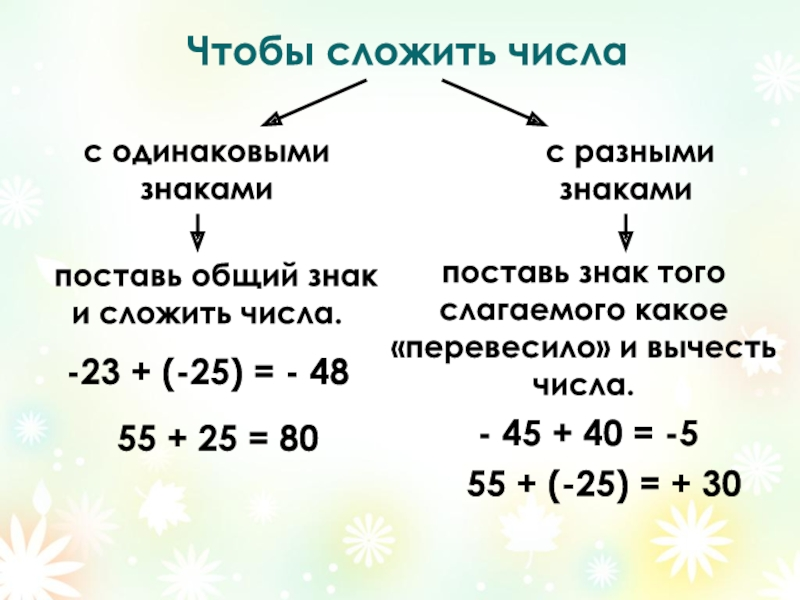 Чтобы сложить числа
с одинаковыми
знаками
поставь общий знак
и сложить числа.
-23 + (-25) = - 48
55 + 25 = 80
с разными
знаками
поставь знак того
слагаемого какое
«перевесило» и вычесть
числа.
- 45 + 40 = -5
55 + (-25) = + 30